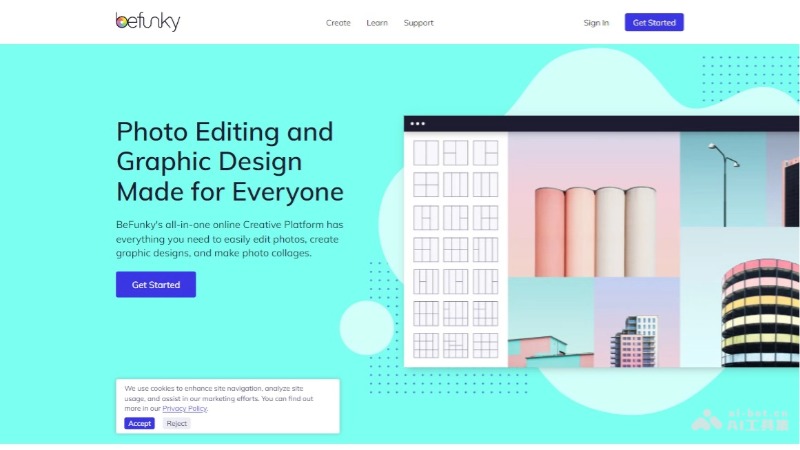 befunky
Create
Learn
Support
Sign In
Get Started
Photo Editing and
Graphic Design
Made for Everyone
BeFunky's all-in-one online Creative Platform has
everything you need to easily edit photos, create
graphic designs, and make photo collages.
Get Started
We use cookies to enhance site navigation, analyze site
usage, and assist in our marketing efforts. You can find out
more in our Privacy Policy.
Accept
Reject
ai-bot.cn
AI工具集